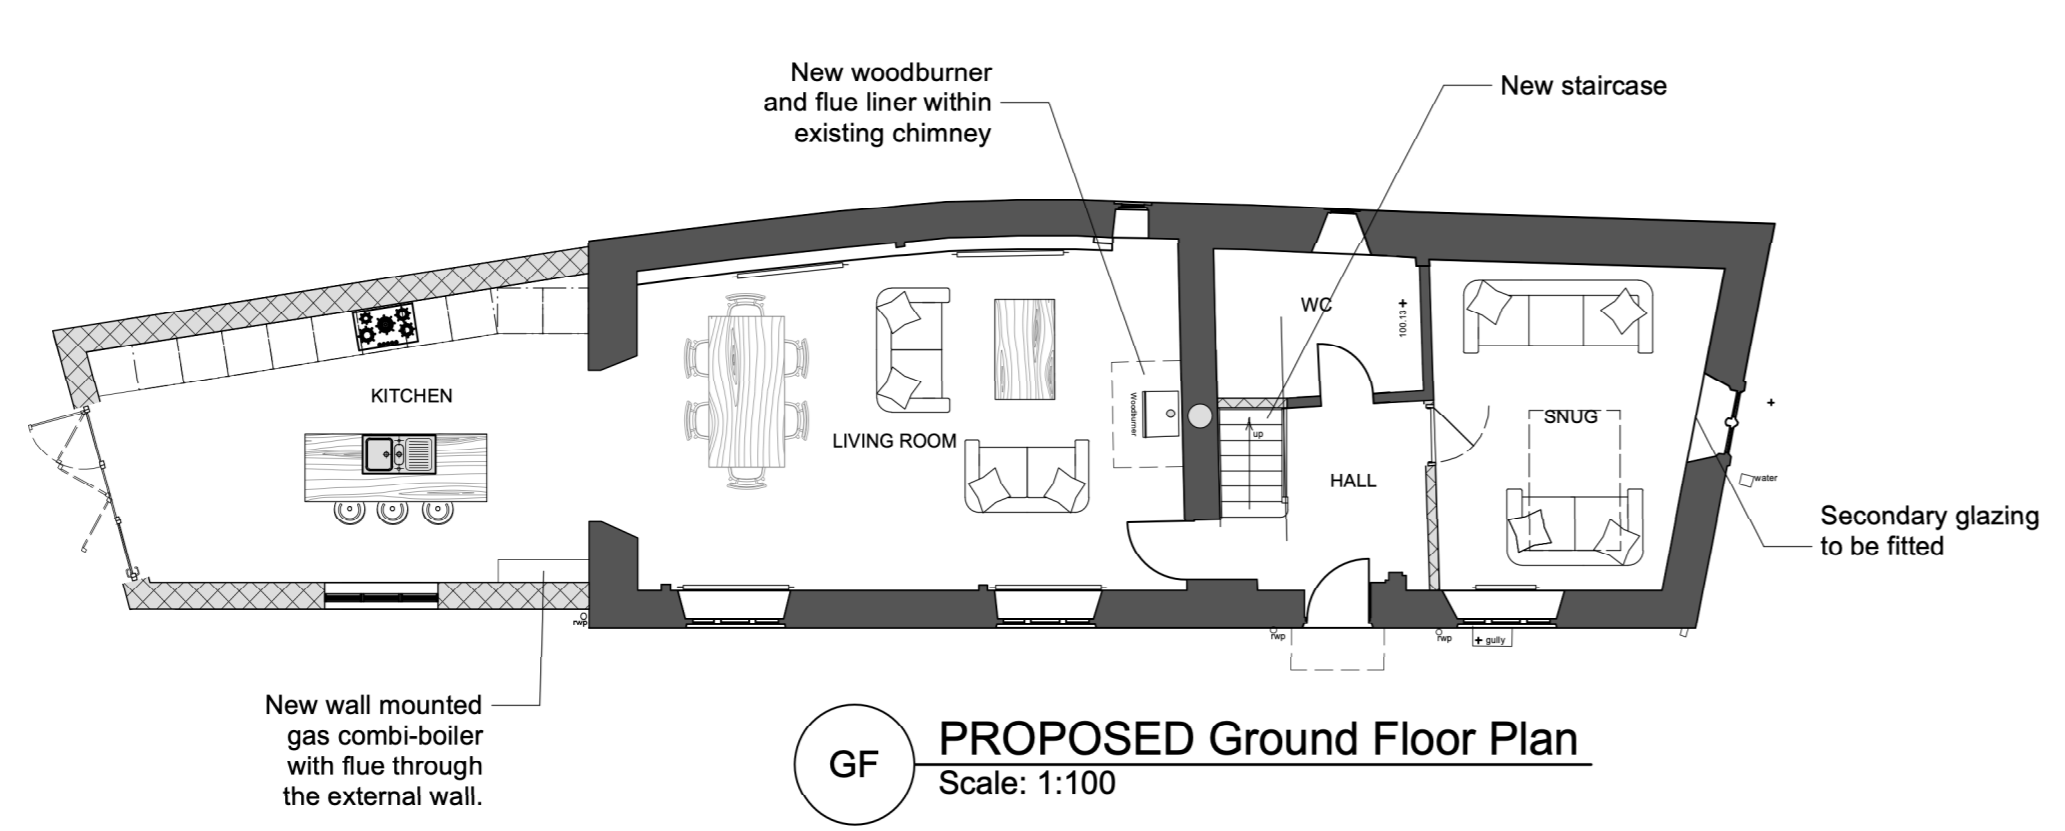 New woodburner
and flue liner within
existing chimney
New staircase
WC
100.13
KITCHEN
Woodburner
SNUG
LIVING ROOM
up
HALL
water
Secondary glazing
to be fitted
rwp
rwp
rwp
gully
New wall mounted
gas combi-boiler
with flue through
the external wall.
GF
PROPOSED Ground Floor Plan
Scale: 1:100